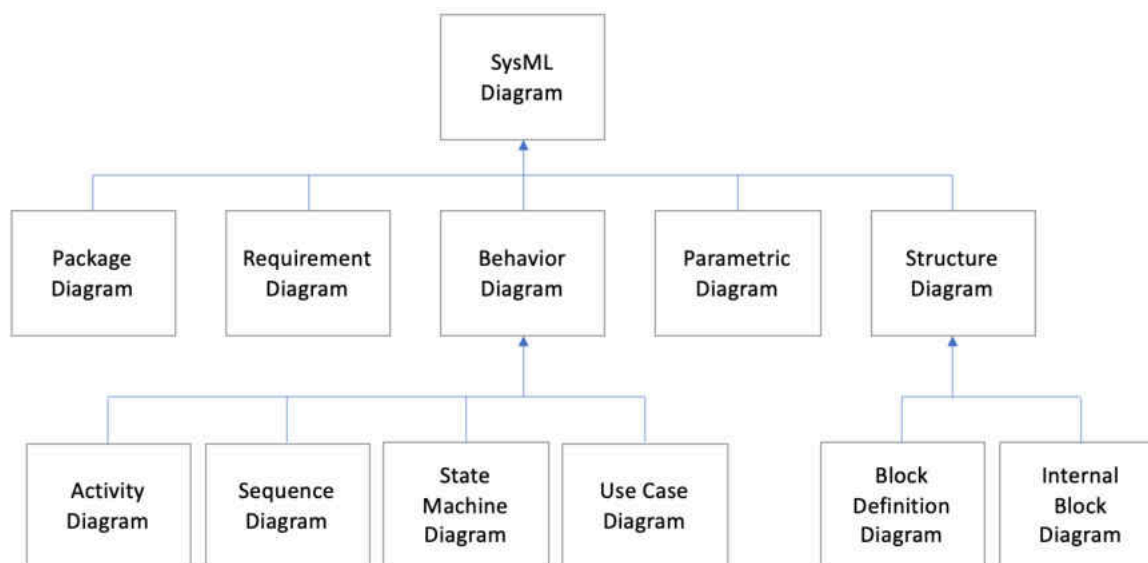 SysML
Diagram
Package
Diagram
Requirement
Diagram
Behavior
Diagram
Parametric
Diagram
Structure
Diagram
Activity
Diagram
Sequence
Diagram
State
Machine
Diagram
Use Case
Diagram
Block
Definition
Diagram
Internal
Block
Diagram